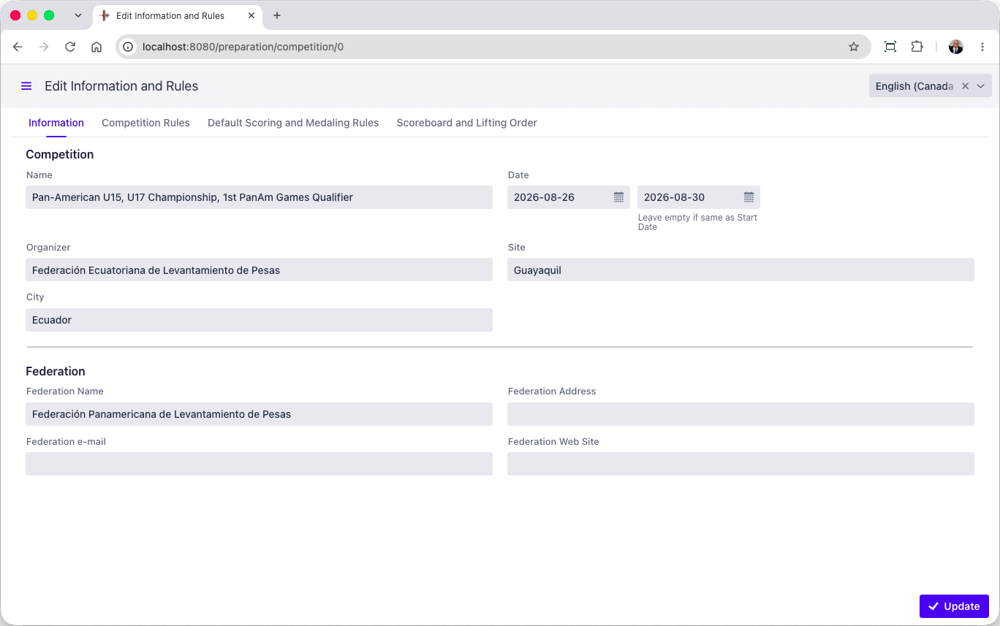 Edit Information and Rules
localhost:8080/preparation/competition/0
Edit Information and Rules
English (Canada
Information Competition Rules Default Scoring and Medaling Rules Scoreboard and Lifting Order
Competition
Name Date
Pan-American U15, U17 Championship, 1st PanAm Games Qualifier 2026-08-26 2026-08-30
Leave empty if same as Start
Date
Organizer Site
Federación Ecuatoriana de Levantamiento de Pesas Guayaquil
City
Ecuador
Federation
Federation Name Federation Address
Federación Panamericana de Levantamiento de Pesas
Federation e-mail Federation Web Site
Update